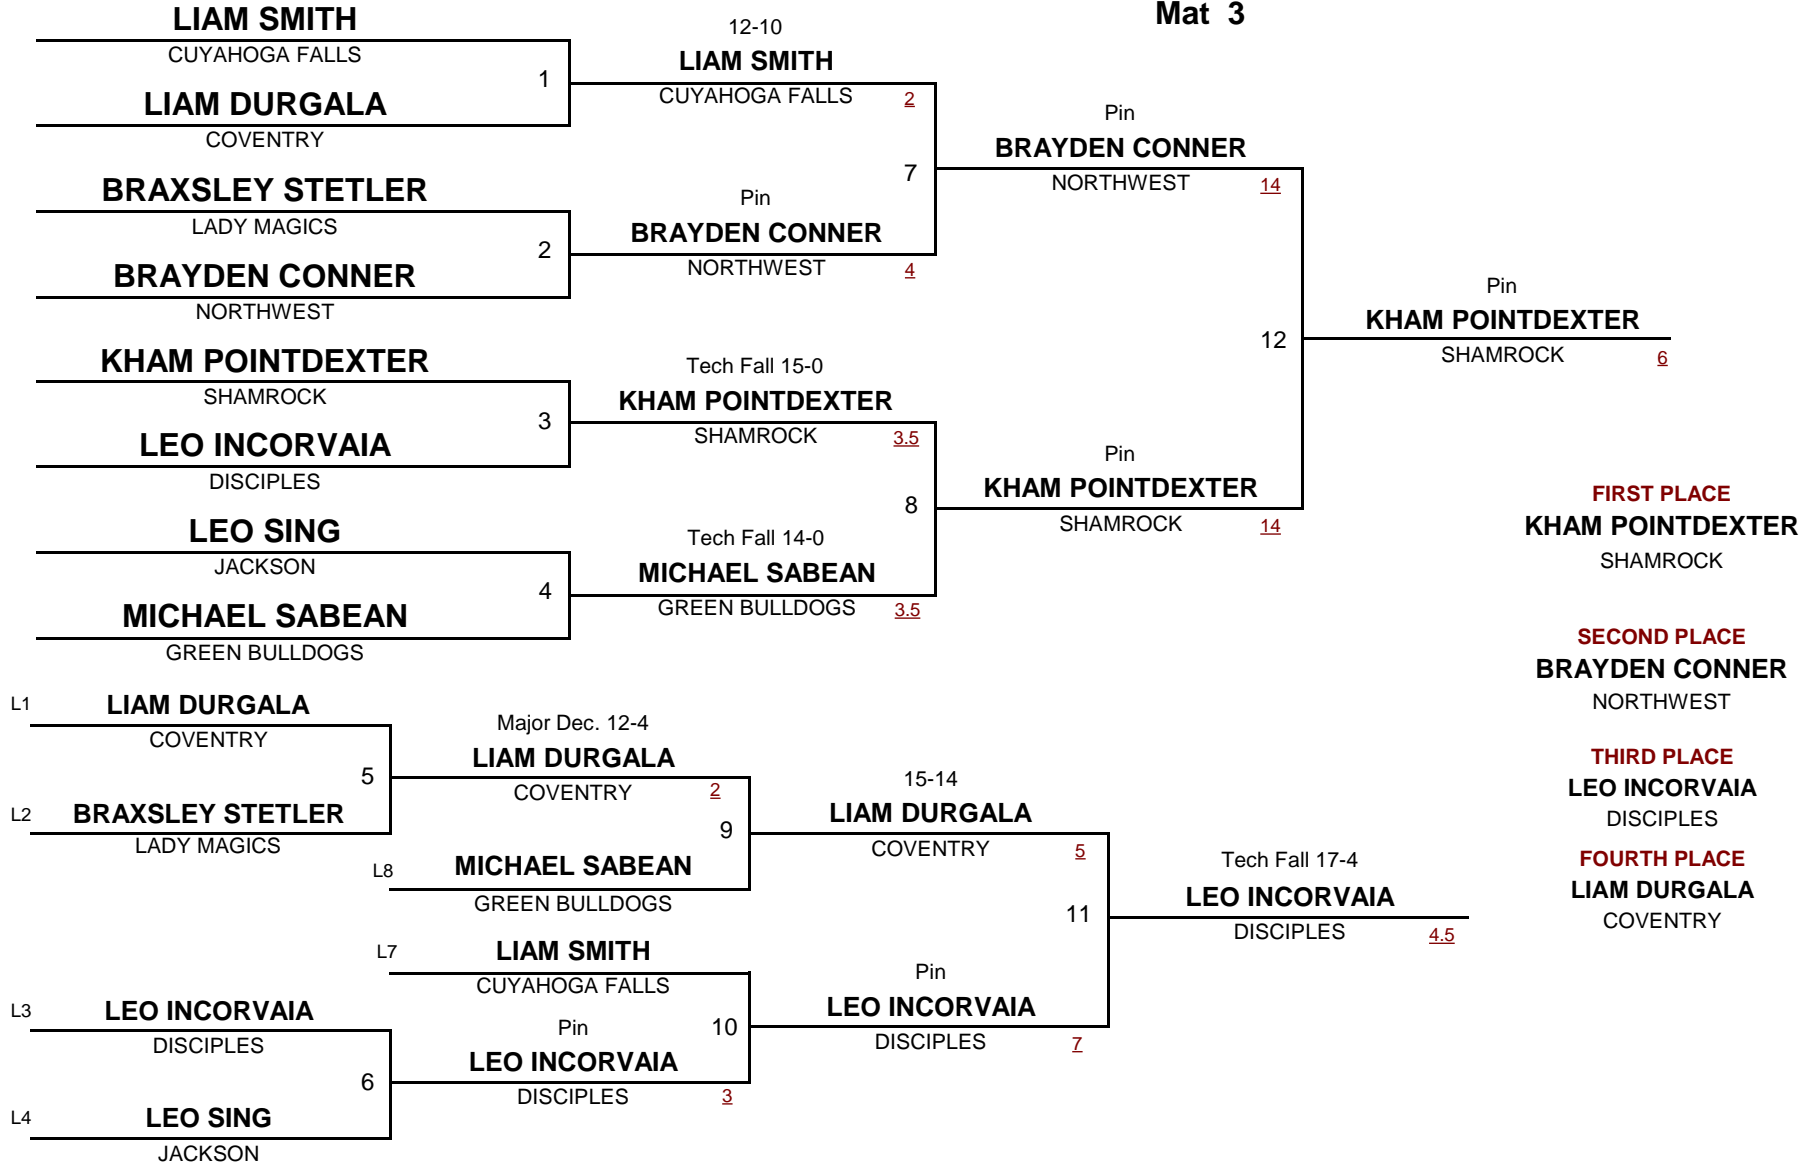 Mat 3
LIAM SMITH
CUYAHOGA FALLS
1
LIAM DURGALA
COVENTRY
BRAXSLEY STETLER
LADY MAGICS
2
BRAYDEN CONNER
NORTHWEST
KHAM POINTDEXTER
SHAMROCK
3
LEO INCORVAIA
DISCIPLES
LEO SING
JACKSON
4
MICHAEL SABEAN
GREEN BULLDOGS
12-10
LIAM SMITH
CUYAHOGA FALLS 2
7
Pin
BRAYDEN CONNER
NORTHWEST 4
Tech Fall 15-0
KHAM POINTDEXTER
SHAMROCK 3.5
8
Tech Fall 14-0
MICHAEL SABEAN
GREEN BULLDOGS 3.5
Pin
BRAYDEN CONNER
NORTHWEST 14
12
Pin
KHAM POINTDEXTER
SHAMROCK 14
Pin
KHAM POINTDEXTER
SHAMROCK 6
L1 LIAM DURGALA
COVENTRY
5
L2 BRAXSLEY STETLER
LADY MAGICS
L3 LEO INCORVAIA
DISCIPLES
6
L4 LEO SING
JACKSON
Major Dec. 12-4
LIAM DURGALA
COVENTRY 2
9
L8 MICHAEL SABEAN
GREEN BULLDOGS
L7 LIAM SMITH
CUYAHOGA FALLS
10
Pin
LEO INCORVAIA
DISCIPLES 3
15-14
LIAM DURGALA
COVENTRY 5
11
Pin
LEO INCORVAIA
DISCIPLES 7
Tech Fall 17-4
LEO INCORVAIA
DISCIPLES 4.5
FIRST PLACE
KHAM POINTDEXTER
SHAMROCK
SECOND PLACE
BRAYDEN CONNER
NORTHWEST
THIRD PLACE
LEO INCORVAIA
DISCIPLES
FOURTH PLACE
LIAM DURGALA
COVENTRY